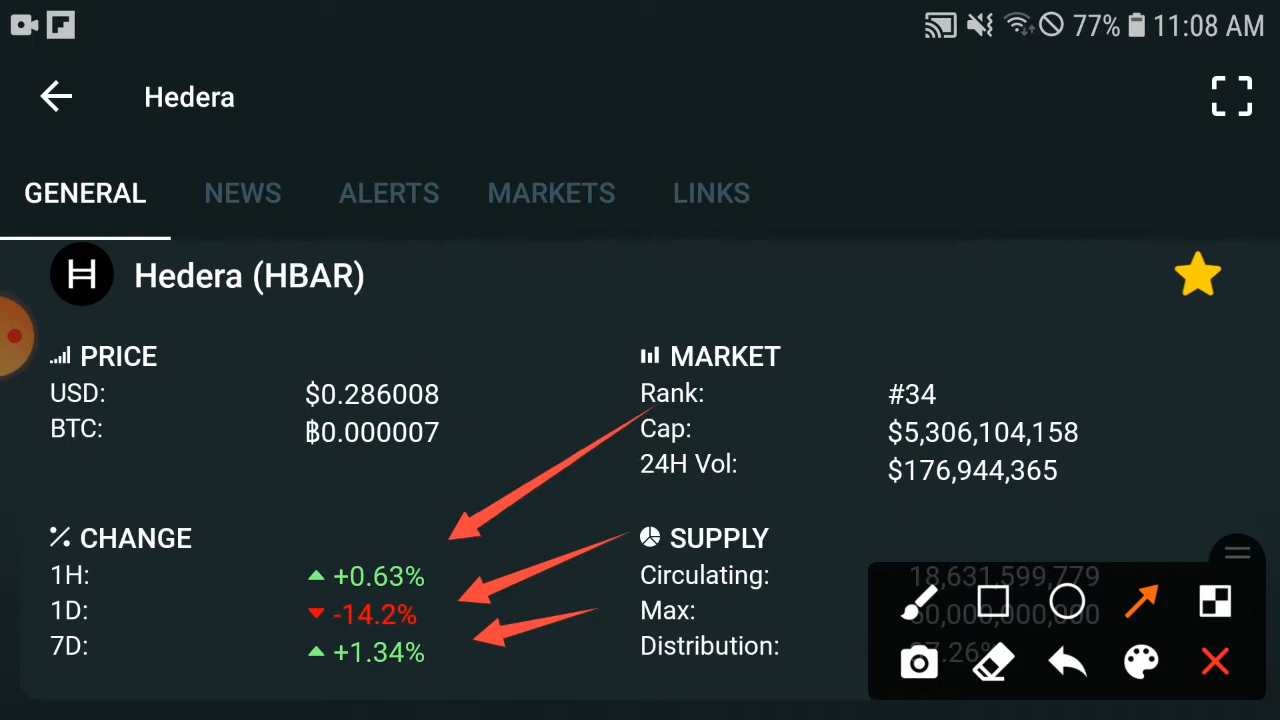 77% 11:08 AM
Hedera
GENERAL NEWS ALERTS MARKETS LINKS
Hedera (HBAR)
PRICE
USD: $0.286008
BTC: ฿0.000007
MARKET
Rank: #34
Cap: $5,306,104,158
24H Vol: $176,944,365
CHANGE
1H: +0.63%
1D: -14.2%
7D: +1.34%
SUPPLY
Circulating: 18,631,599,779
Max:
Distribution: